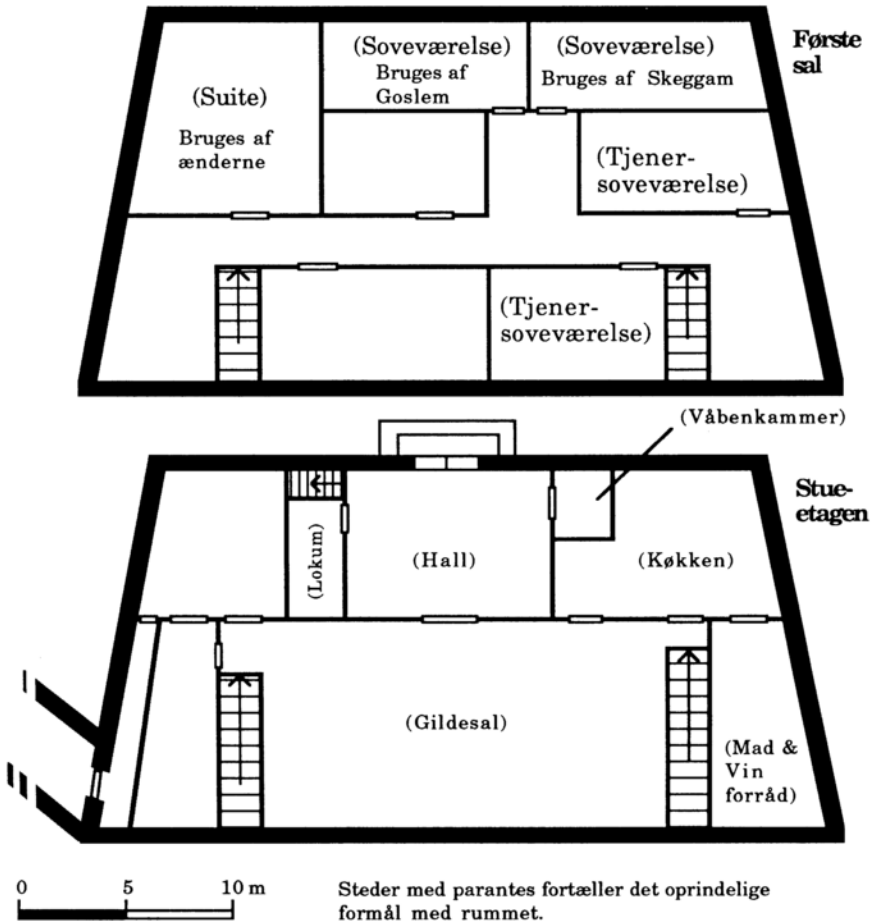 Første
sal
(Suite)
Bruges af
ænderne
(Soveværelse)
Bruges af
Goslem
(Soveværelse)
Bruges af Skeggam
(Tjener-
soveværelse)
(Tjener-
soveværelse)
(Våbenkammer)
Stue-
etagen
(Lokum)
(Hall)
(Køkken)
(Gildesal)
(Mad &
Vin
forråd)
0 5 10 m
Steder med parantes fortæller det oprindelige
formål med rummet.